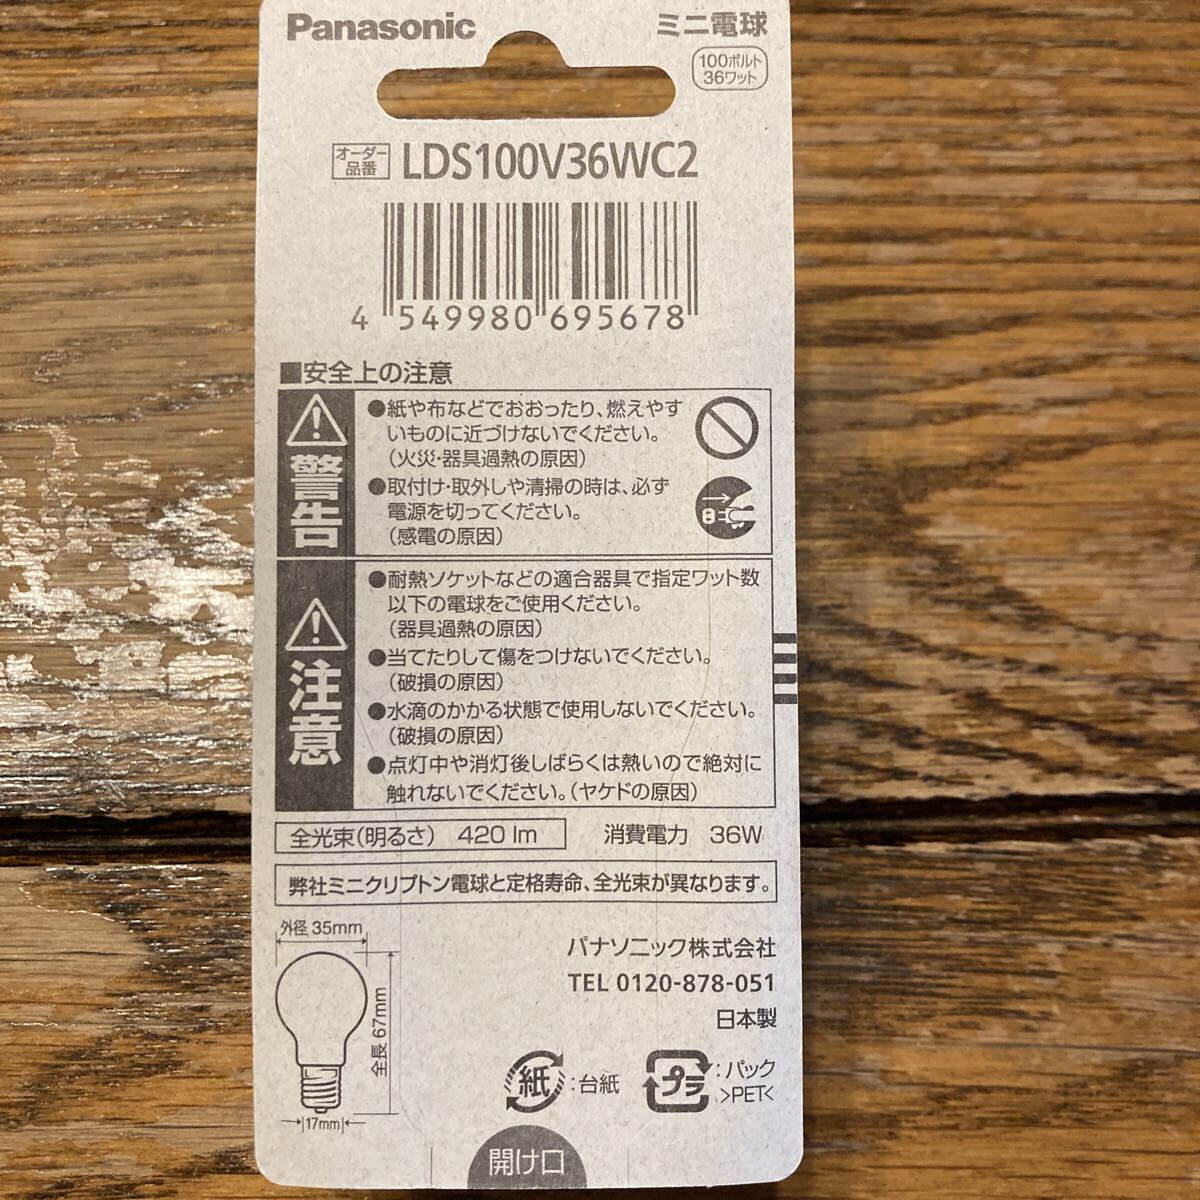 Panasonic
ミニ電球
100ボルト
36ワット
オーダー
品番
LDS100V36WC2
4 549980 695678
■安全上の注意
警告
●紙や布などでおおったり、燃えやす
いものに近づけないでください。
(火災・器具過熱の原因)
●取付け・取外しや清掃の時は、必ず
電源を切ってください。
(感電の原因)
注意
●耐熱ソケットなどの適合器具で指定ワット数
以下の電球をご使用ください。
(器具過熱の原因)
●当てたりして傷をつけないでください。
(破損の原因)
●水滴のかかる状態で使用しないでください。
(破損の原因)
●点灯中や消灯後しばらくは熱いので絶対に
触れないでください。(ヤケドの原因)
全光束(明るさ) 420 lm 消費電力 36W
弊社ミニクリプトン電球と定格寿命、全光束が異なります。
外径 35mm
全長 67mm
17mm
パナソニック株式会社
TEL 0120-878-051
日本製
紙 :台紙
プラ :パック
>PET<
開け口